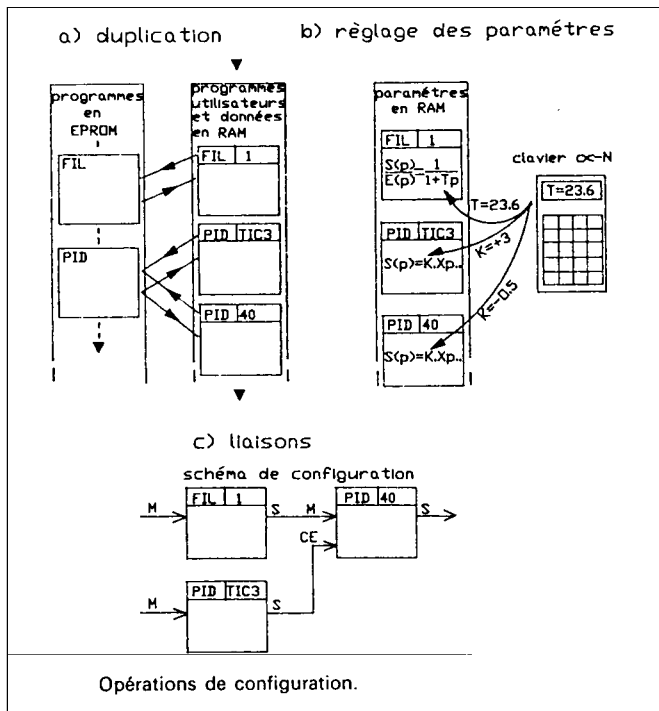 a) duplication
programmes
en
EPROM
FIL
PID
programmes
utilisateurs
et données
en RAM
FIL 1
PID TIC3
PID 40
b) règlage des paramétres
paramétres
en RAM
FIL 1
S(p) = 1
E(p) 1+Tp
PID TIC3
S(p)=K.Xp..
PID 40
S(p)=K.Xp..
T=23.6
K=+3
K=-0.5
clavier α-N
T=23.6
c) liaisons
schéma de configuration
M FIL 1 S M PID 40 S
CE
M PID TIC3 S
Opérations de configuration.